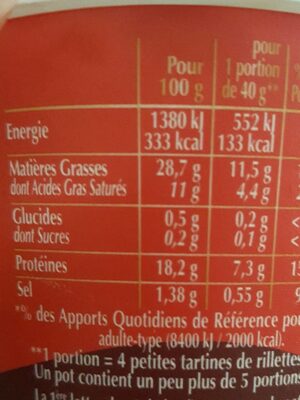 pour
Pour 1 portion
100 g de 40 g**
Energie 1380 kJ 552 kJ
333 kcal 133 kcal
Matières Grasses 28,7 g 11,5 g
dont Acides Gras Saturés 11 g 4,4 g
Glucides 0,5 g 0,2 g
dont Sucres 0,2 g 0,1 g
Protéines 18,2 g 7,3 g
Sel 1,38 g 0,55 g
*% des Apports Quotidiens de Référence pou
adulte-type (8400 kJ / 2000 kcal).
**1 portion = 4 petites tartines de rillettes
Un pot contient un peu plus de 5 portions